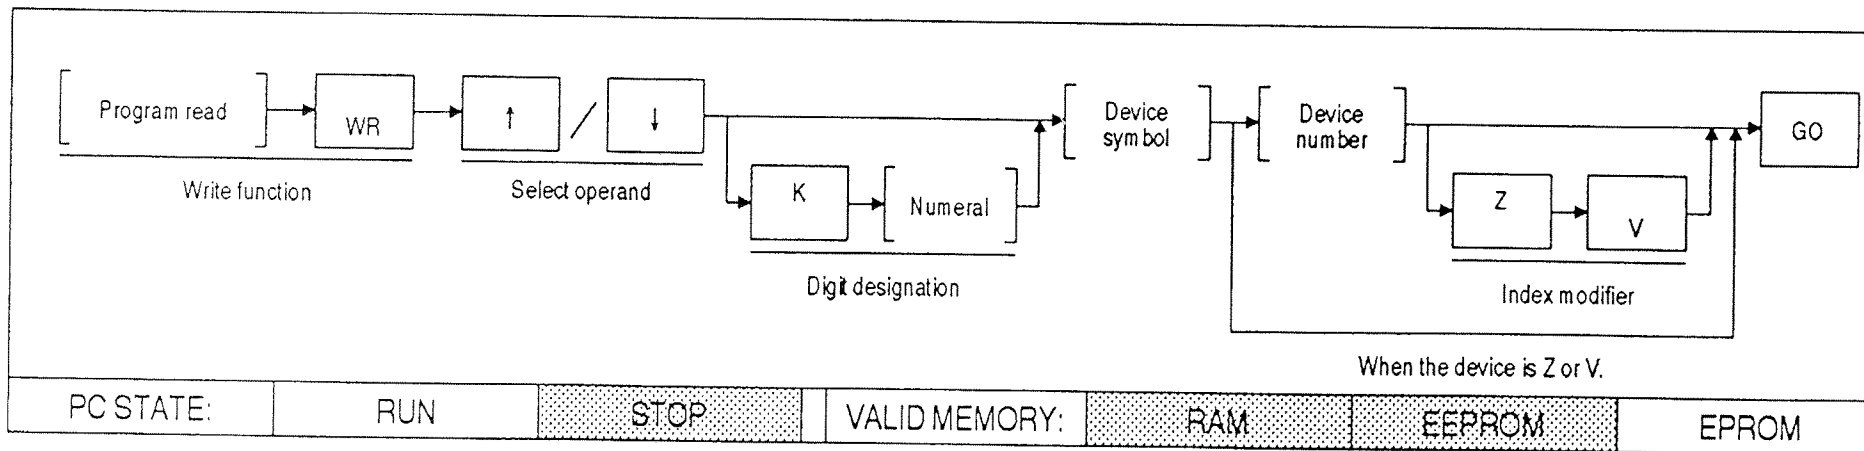 Program read
WR
↑ / ↓
Device symbol
Device number
GO
Write function
Select operand
K
Numeral
Digit designation
Z
V
Index modifier
When the device is Z or V.
PC STATE: RUN STOP VALID MEMORY: RAM EEPROM EPROM